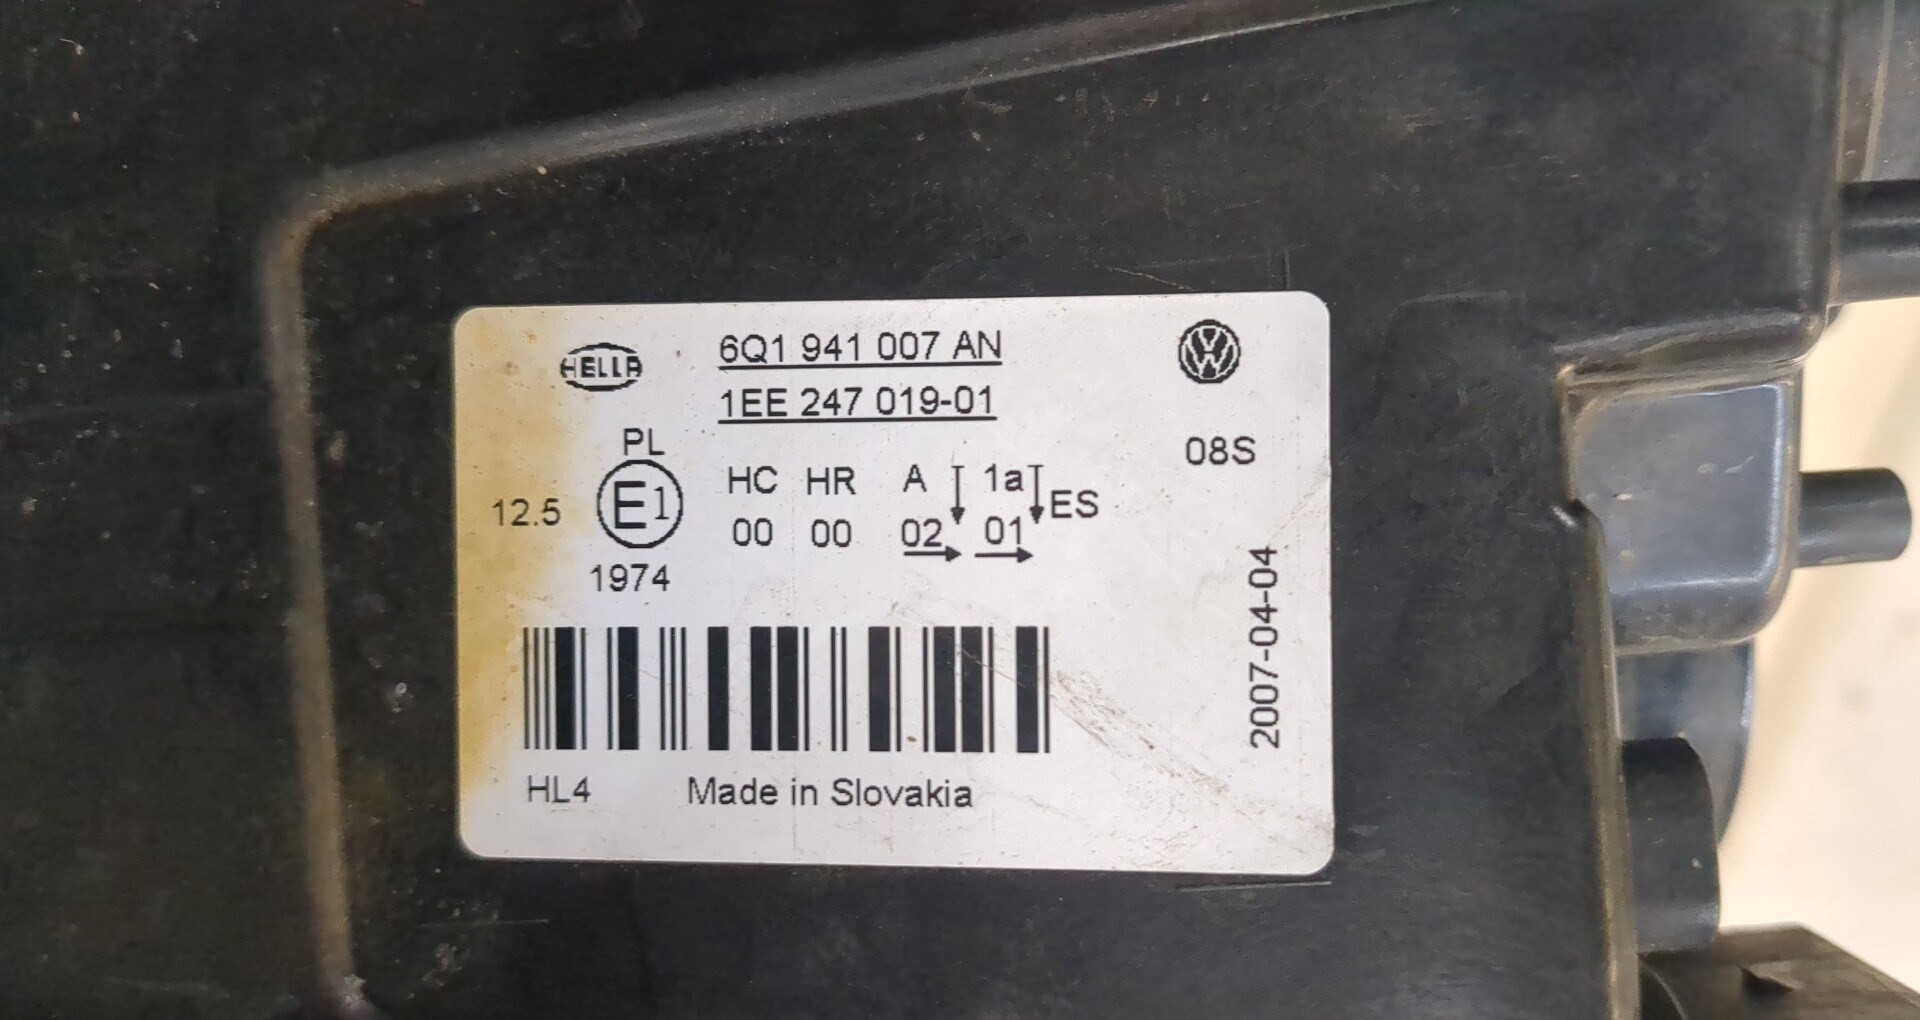 HELLA
6Q1 941 007 AN
1EE 247 019-01
PL
12.5 E1 HC HR A 1a ES
00 00 02 01
1974
08S
2007-04-04
HL4 Made in Slovakia